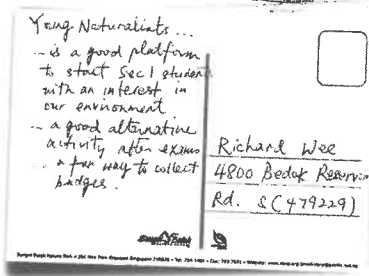 Young Naturalists...
... is a good platform
to start Sec 1 students
with an interest in
our environment
... a good alternative
activity after exams
... a fun way to collect
badges.
Richard Wee
4800 Bedok Reservoir
Rd. S(479229)